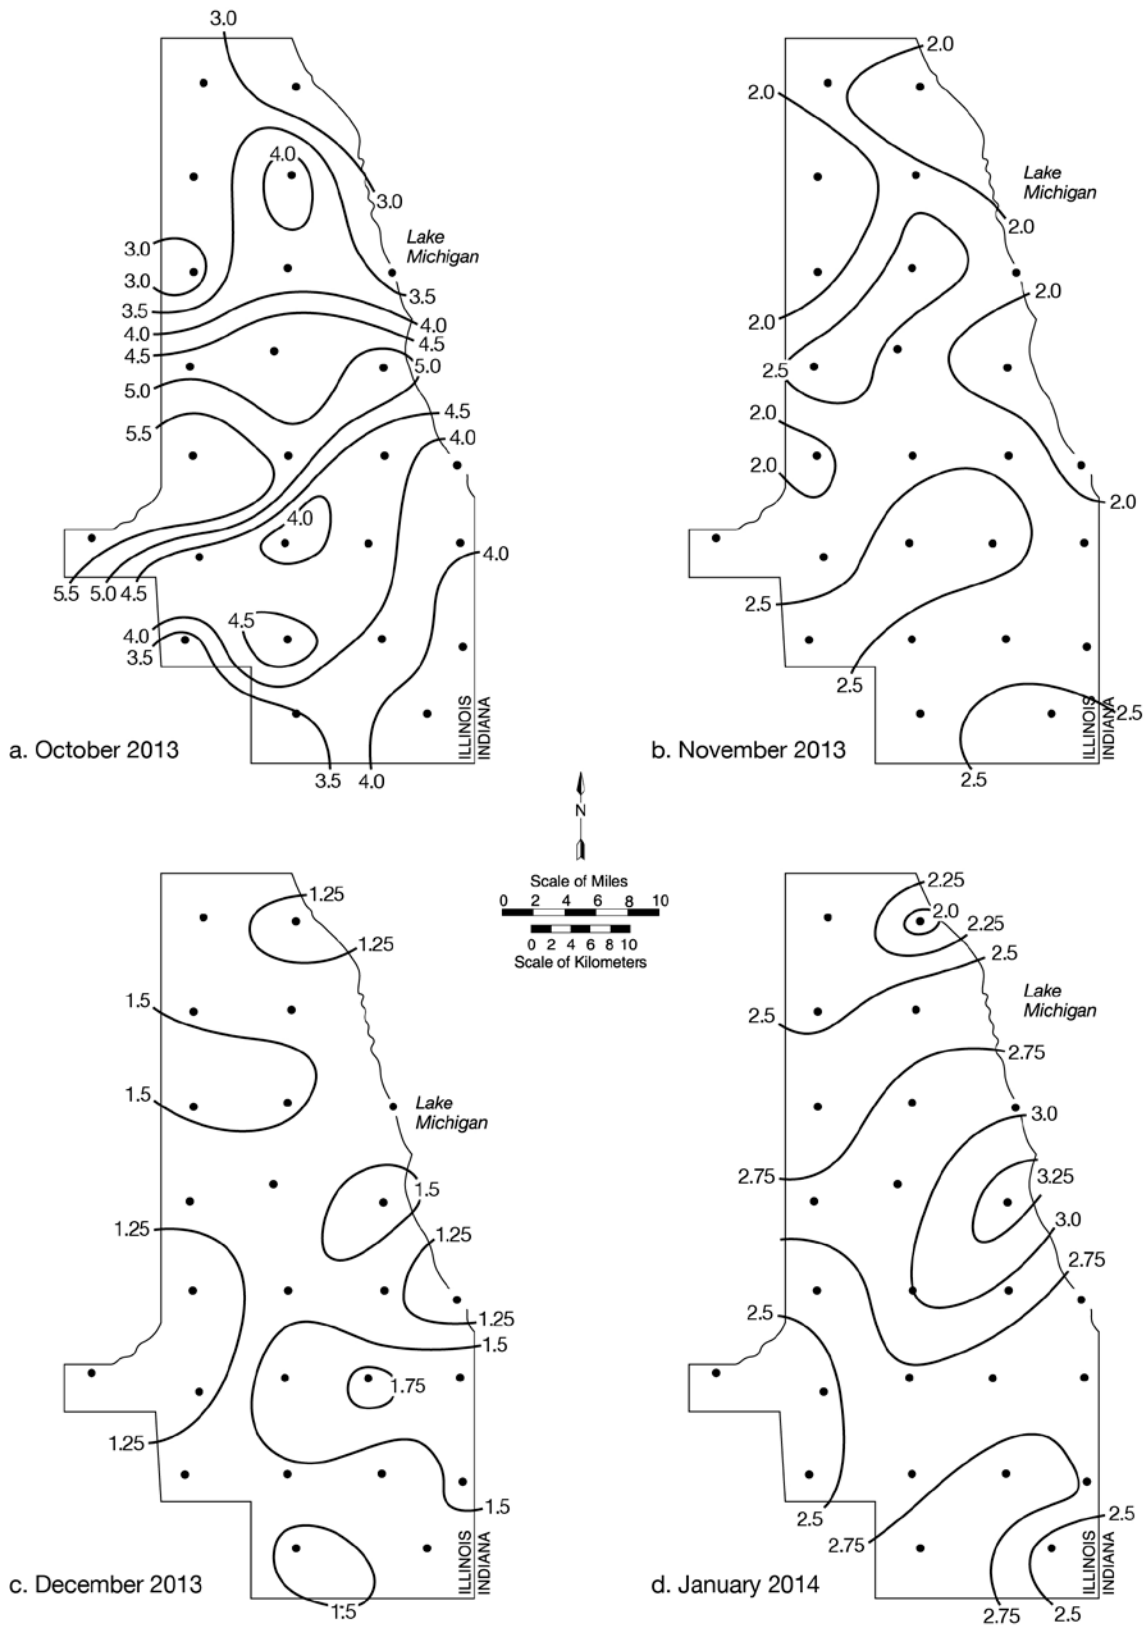 3.0
4.0
3.0
3.0
3.0
Lake
Michigan
3.5
3.5
4.0
4.0
4.5
4.5
5.0
5.0
5.5
4.5
4.0
4.0
4.0
5.5
5.0
4.5
4.5
4.0
3.5
ILLINOIS
INDIANA
3.5
4.0
a. October 2013
2.0
2.0
Lake
Michigan
2.0
2.0
2.0
2.5
2.0
2.0
2.0
2.5
2.5
2.5
2.5
ILLINOIS
INDIANA
b. November 2013
N
Scale of Miles
0 2 4 6 8 10
0 2 4 6 8 10
Scale of Kilometers
1.25
1.25
1.5
1.5
Lake
Michigan
1.5
1.25
1.25
1.25
1.5
1.75
1.25
1.5
1.5
ILLINOIS
INDIANA
c. December 2013
2.25
2.0
2.25
2.5
Lake
Michigan
2.5
2.75
3.0
3.25
2.75
3.0
2.75
2.5
2.5
2.75
2.5
2.75
2.5
ILLINOIS
INDIANA
d. January 2014